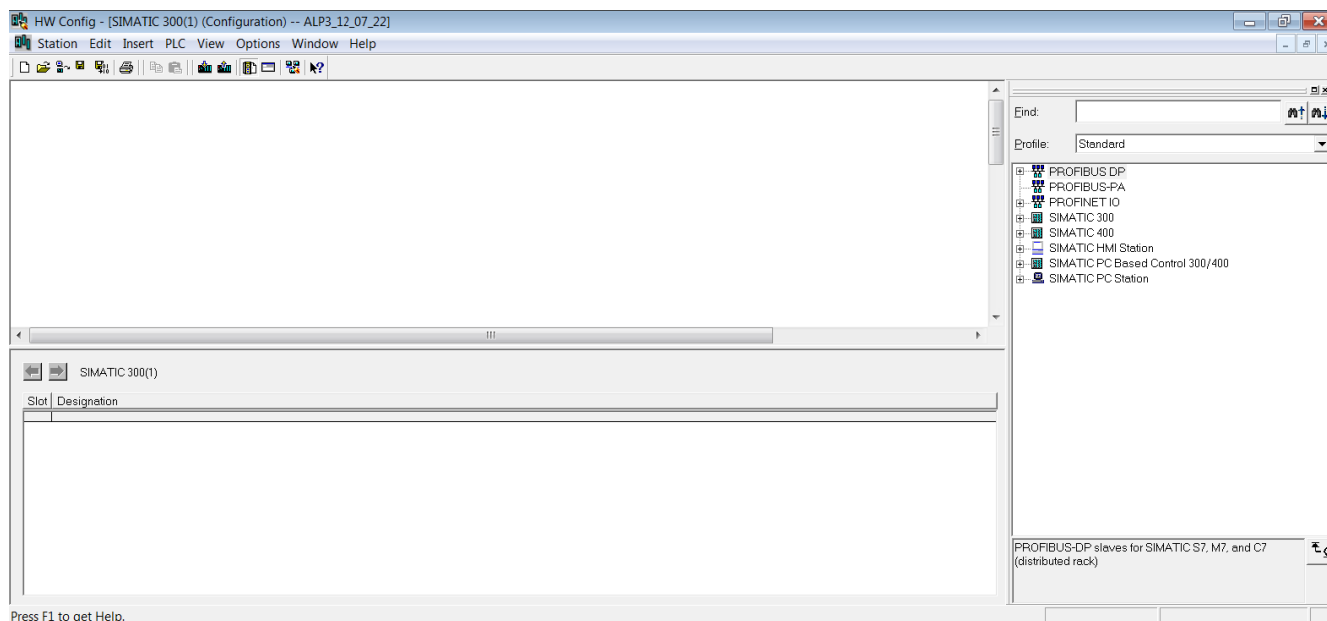 HW Config - [SIMATIC 300(1) (Configuration) -- ALP3_12_07_22]
Station Edit Insert PLC View Options Window Help
Find:
Profile: Standard
PROFIBUS DP
PROFIBUS-PA
PROFINET IO
SIMATIC 300
SIMATIC 400
SIMATIC HMI Station
SIMATIC PC Based Control 300/400
SIMATIC PC Station
SIMATIC 300(1)
Slot Designation
PROFIBUS-DP slaves for SIMATIC S7, M7, and C7
(distributed rack)
Press F1 to get Help.